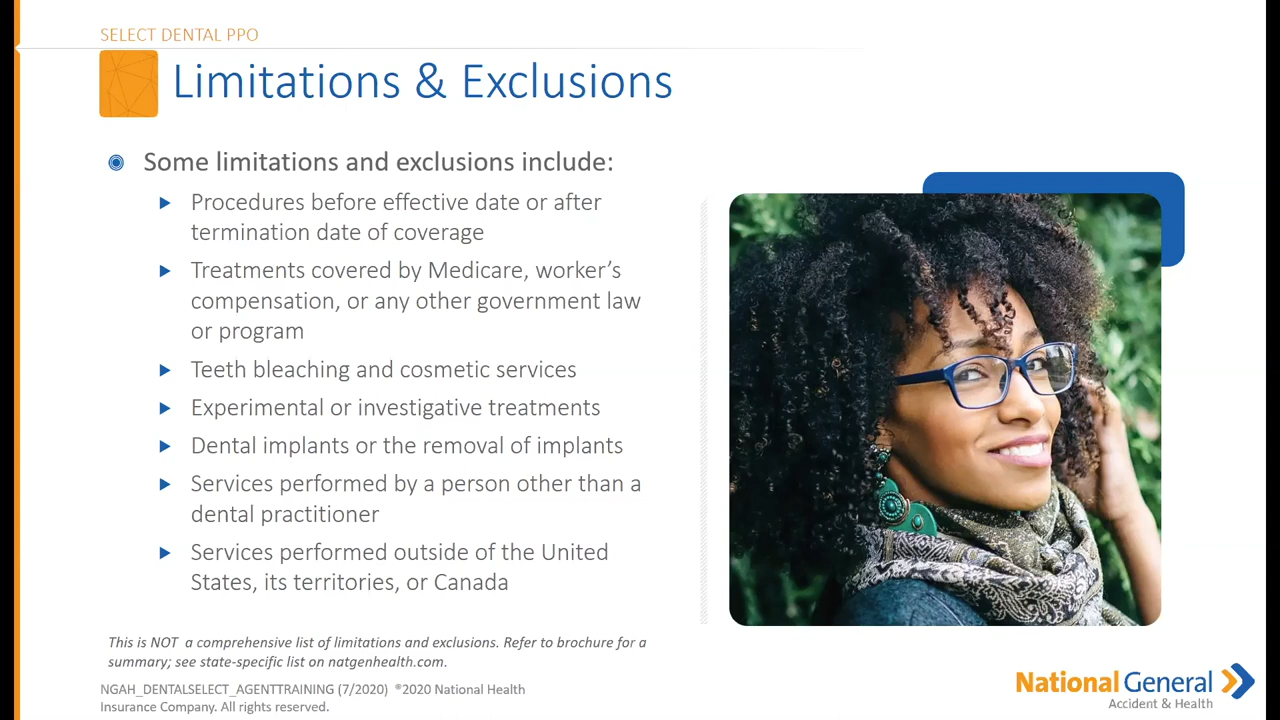 SELECT DENTAL PPO
Limitations & Exclusions
Some limitations and exclusions include:
Procedures before effective date or after
termination date of coverage
Treatments covered by Medicare, worker’s
compensation, or any other government law
or program
Teeth bleaching and cosmetic services
Experimental or investigative treatments
Dental implants or the removal of implants
Services performed by a person other than a
dental practitioner
Services performed outside of the United
States, its territories, or Canada
This is NOT a comprehensive list of limitations and exclusions. Refer to brochure for a
summary; see state-specific list on natgenhealth.com.
NGAH_DENTALSELECT_AGENTTRAINING (7/2020) ®2020 National Health
Insurance Company. All rights reserved.
National General
Accident & Health